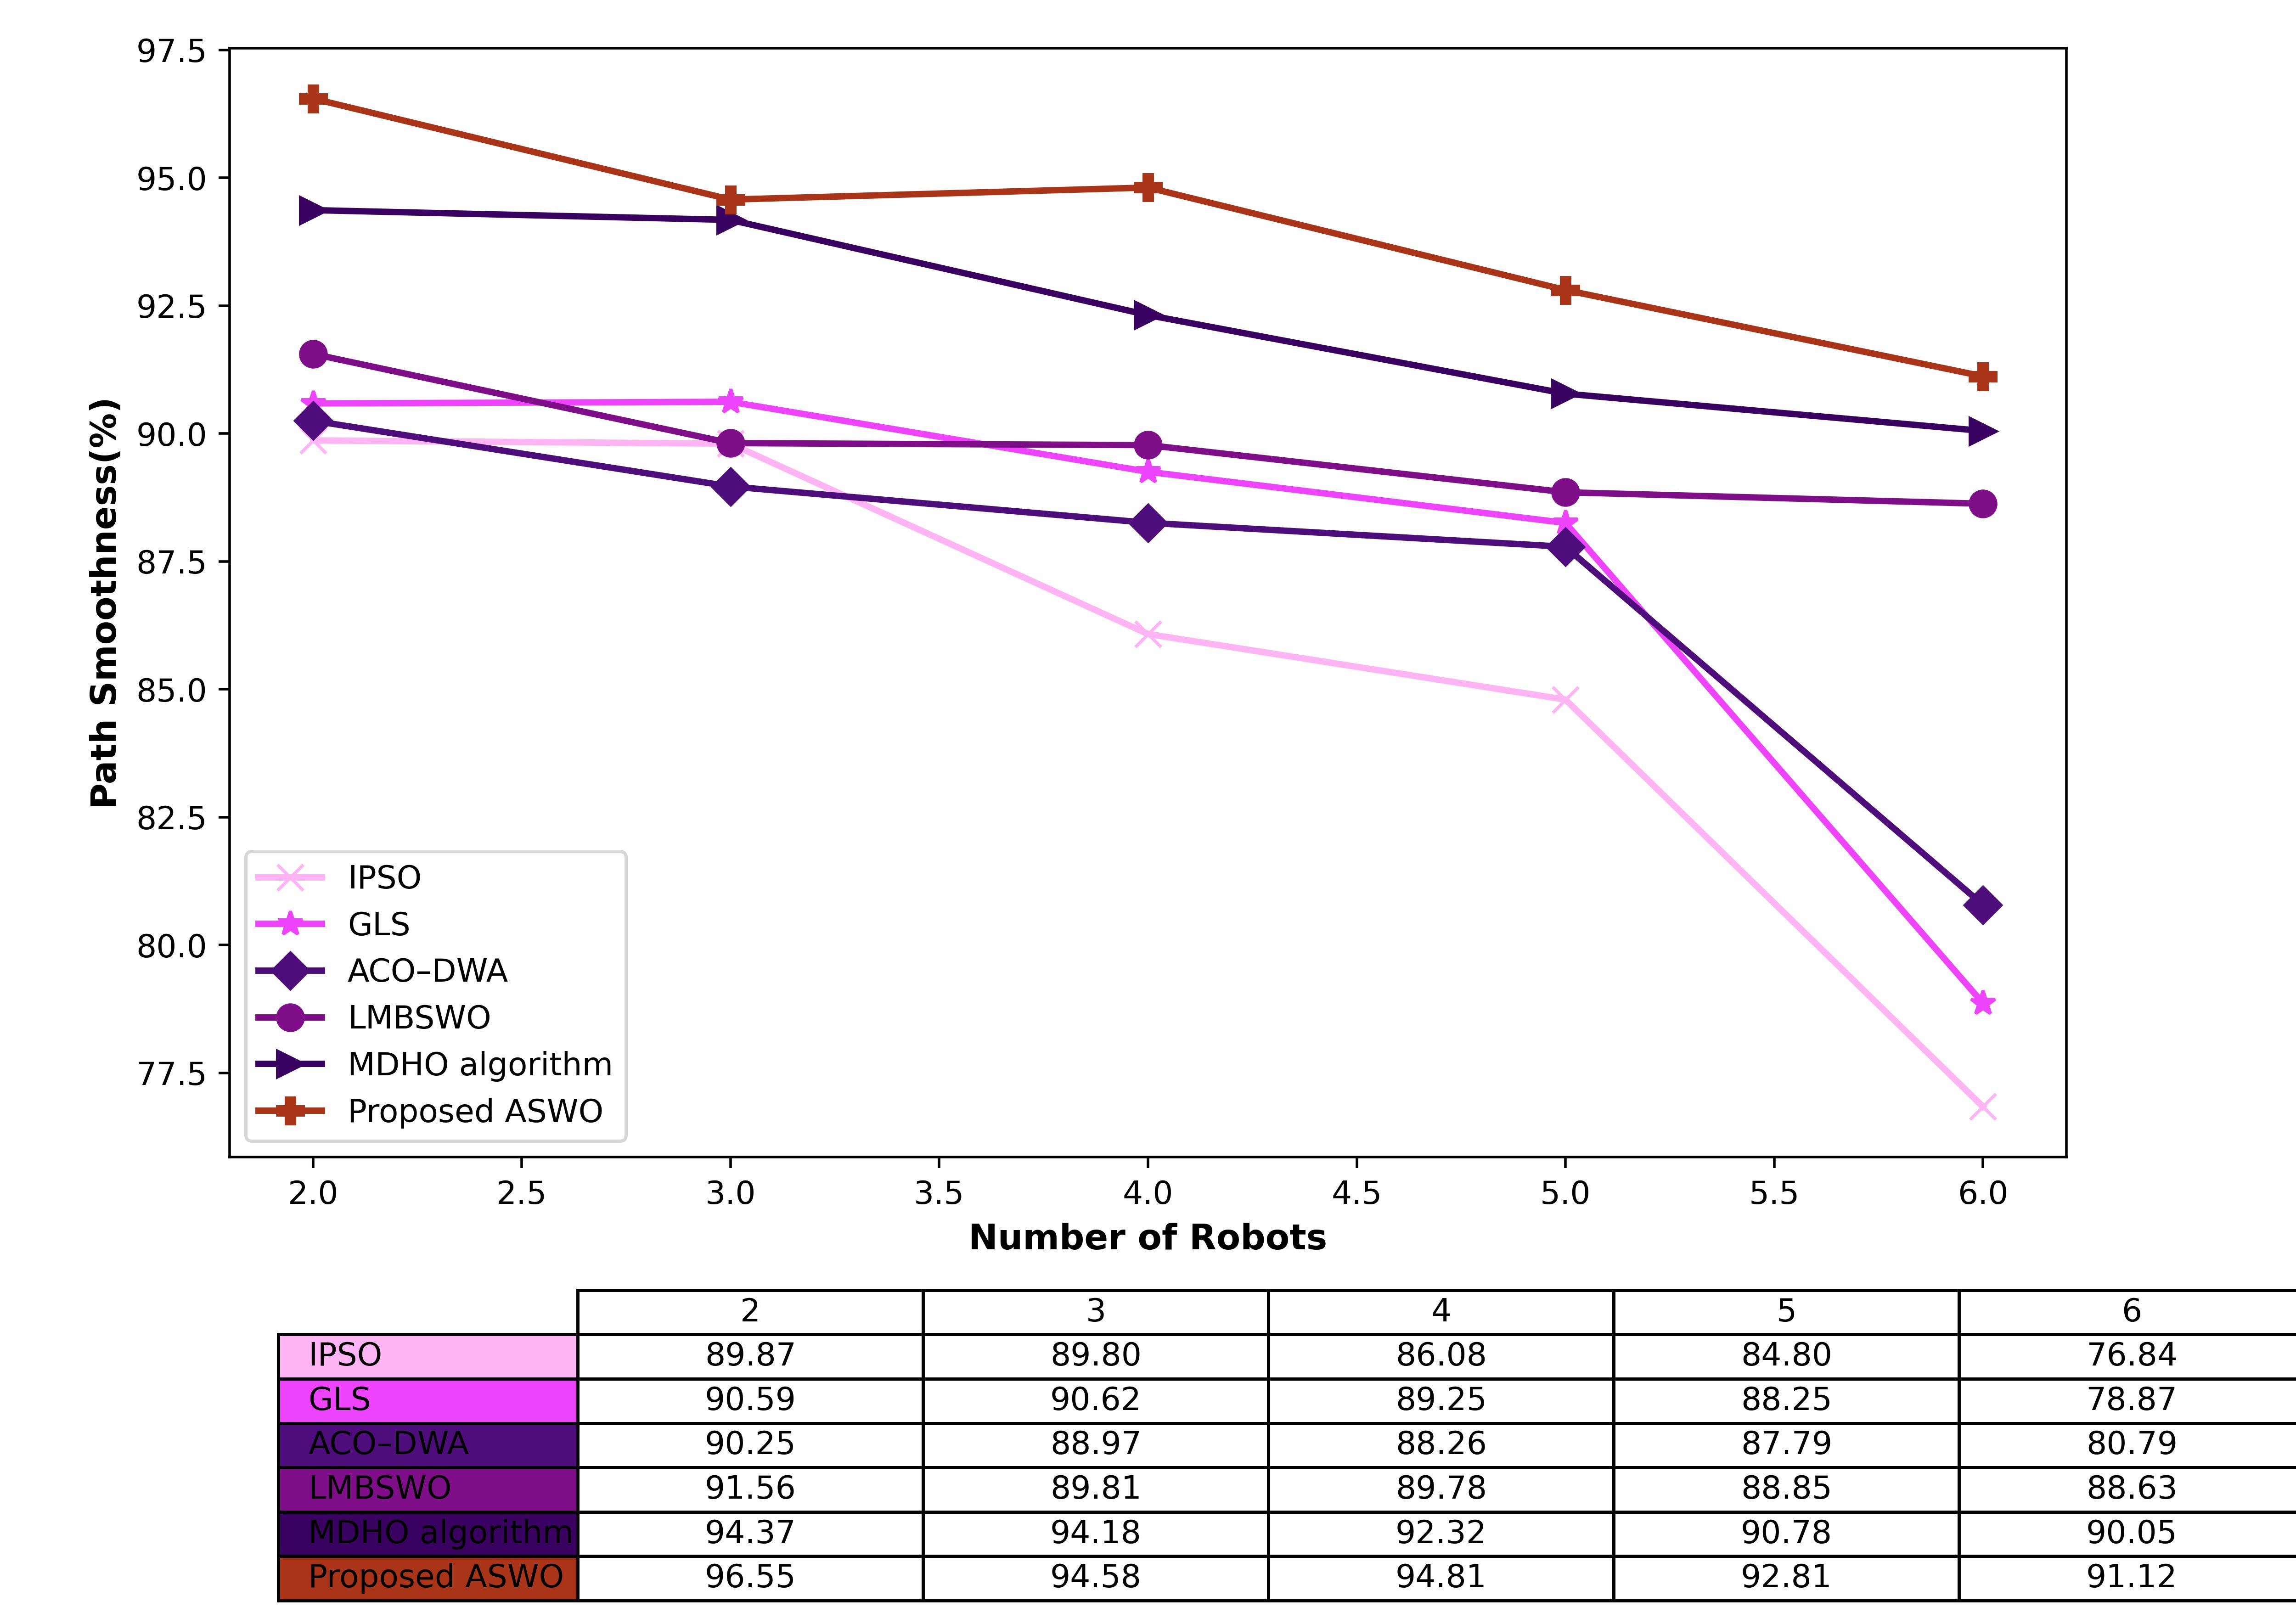 97.5
95.0
92.5
90.0
87.5
85.0
82.5
80.0
77.5
Path Smoothness(%)
IPSO
GLS
ACO–DWA
LMBSWO
MDHO algorithm
Proposed ASWO
2.0 2.5 3.0 3.5 4.0 4.5 5.0 5.5 6.0
Number of Robots
2 3 4 5 6
IPSO 89.87 89.80 86.08 84.80 76.84
GLS 90.59 90.62 89.25 88.25 78.87
ACO–DWA 90.25 88.97 88.26 87.79 80.79
LMBSWO 91.56 89.81 89.78 88.85 88.63
MDHO algorithm 94.37 94.18 92.32 90.78 90.05
Proposed ASWO 96.55 94.58 94.81 92.81 91.12